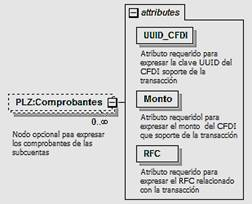 attributes
UUID_CFDI
Atributo requerido para
expresar la clave UUID del
CFDI soporte de la
transacción
PLZ:Comprobantes
0..∞
Nodo opcional paa expresar
los comprobantes de las
subcuentas
Monto
Atributo requeridol para
expresar el monto del CFDI
que soporte de la transacción
RFC
Atributo requerido para
expresar el RFC relacionado
con la transacción